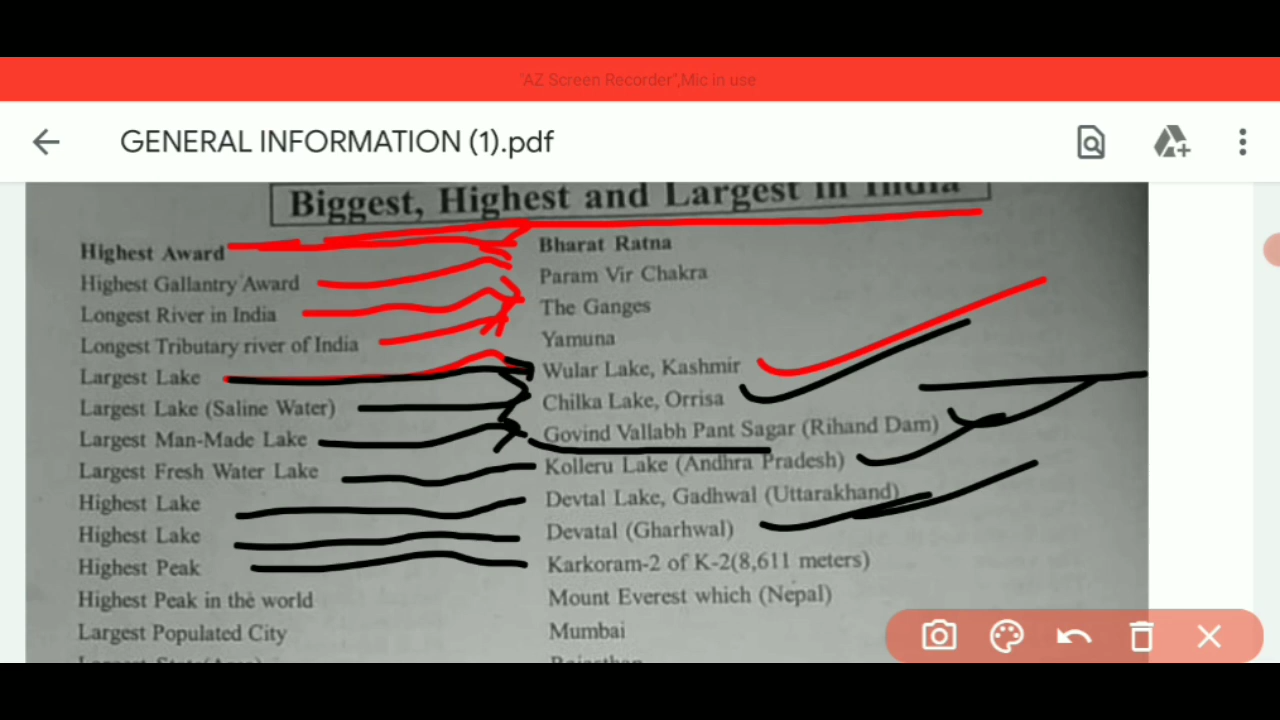 "AZ Screen Recorder",Mic in use
GENERAL INFORMATION (1).pdf
Biggest, Highest and Largest in India
Highest Award Bharat Ratna
Highest Gallantry Award Param Vir Chakra
Longest River in India The Ganges
Longest Tributary river of India Yamuna
Largest Lake Wular Lake, Kashmir
Largest Lake (Saline Water) Chilka Lake, Orrisa
Largest Man-Made Lake Govind Vallabh Pant Sagar (Rihand Dam)
Largest Fresh Water Lake Kolleru Lake (Andhra Pradesh)
Highest Lake Devtal Lake, Gadhwal (Uttarakhand)
Highest Lake Devatal (Gharhwal)
Highest Peak Karkoram-2 of K-2(8,611 meters)
Highest Peak in the world Mount Everest which (Nepal)
Largest Populated City Mumbai
Largest State(Area) Rajasthan